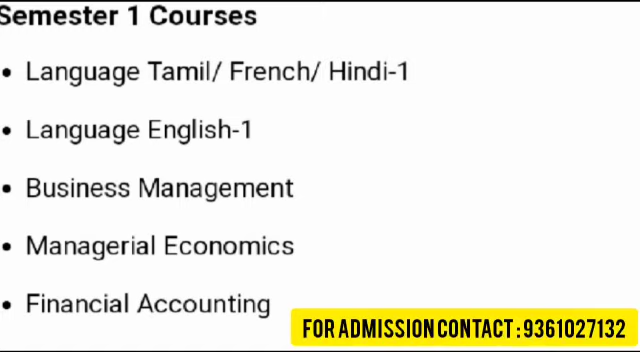 Semester 1 Courses
• Language Tamil/ French/ Hindi-1
• Language English-1
• Business Management
• Managerial Economics
• Financial Accounting
FOR ADMISSION CONTACT : 9361027132